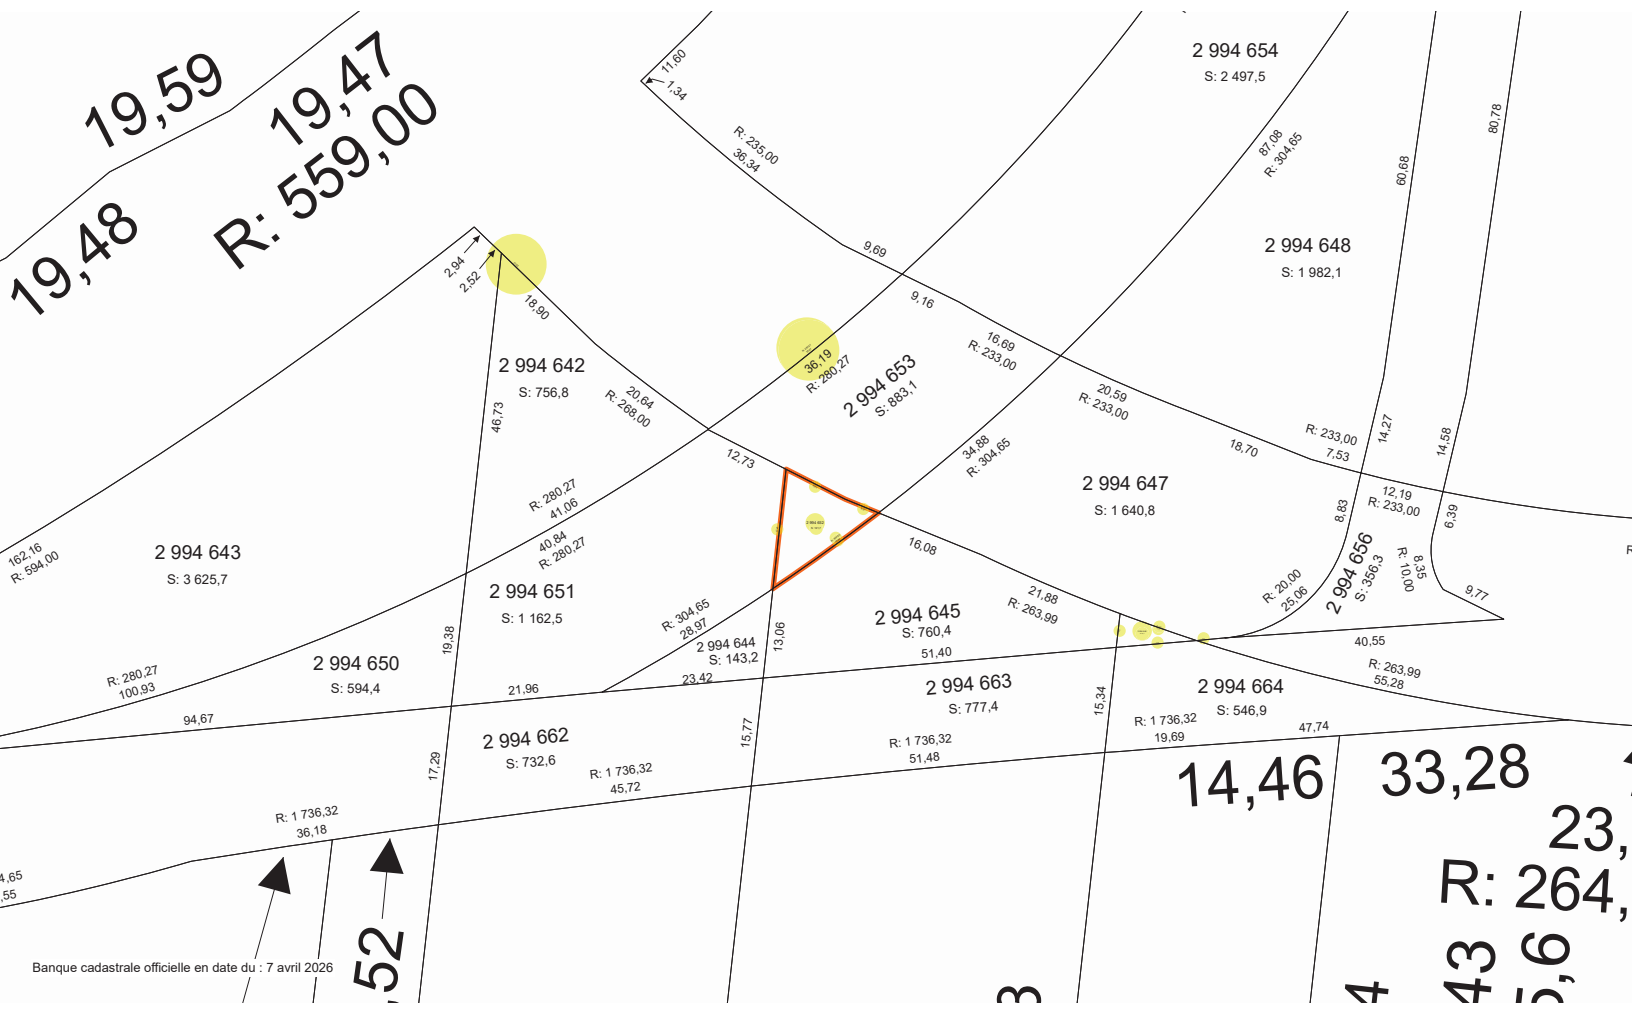 19,59
19,47
R: 559,00
19,48
11,60
1,34
R: 235,00
36,34
2 994 654
S: 2 497,5
87,08
R: 304,65
60,68
80,78
2 994 648
S: 1 982,1
2,94
2,52
18,90
9,69
9,16
16,69
R: 233,00
36,19
R: 280,27
2 994 653
S: 883,1
2 994 642
S: 756,8
20,64
R: 268,00
46,73
12,73
34,88
R: 304,65
20,59
R: 233,00
18,70
R: 233,00
7,53
14,27
14,58
2 994 647
S: 1 640,8
12,19
R: 233,00
8,83
6,39
R: 280,27
41,06
40,84
R: 280,27
162,16
R: 594,00
2 994 643
S: 3 625,7
16,08
21,88
R: 263,99
R: 20,00
25,06
2 994 656
S: 356,3
8,35
R: 10,00
9,77
2 994 651
S: 1 162,5
R: 304,65
28,97
2 994 645
S: 760,4
51,40
2 994 644
S: 143,2
13,06
19,38
2 994 650
S: 594,4
R: 280,27
100,93
94,67
21,96
23,42
40,55
R: 263,99
55,28
2 994 663
S: 777,4
15,34
2 994 664
S: 546,9
R: 1 736,32
19,69
47,74
2 994 662
S: 732,6
17,29
15,77
R: 1 736,32
51,48
R: 1 736,32
45,72
R: 1 736,32
36,18
14,46
33,28
23,
R: 264,
4,65
,55
,52
43
5,6
4
3
Banque cadastrale officielle en date du : 7 avril 2026